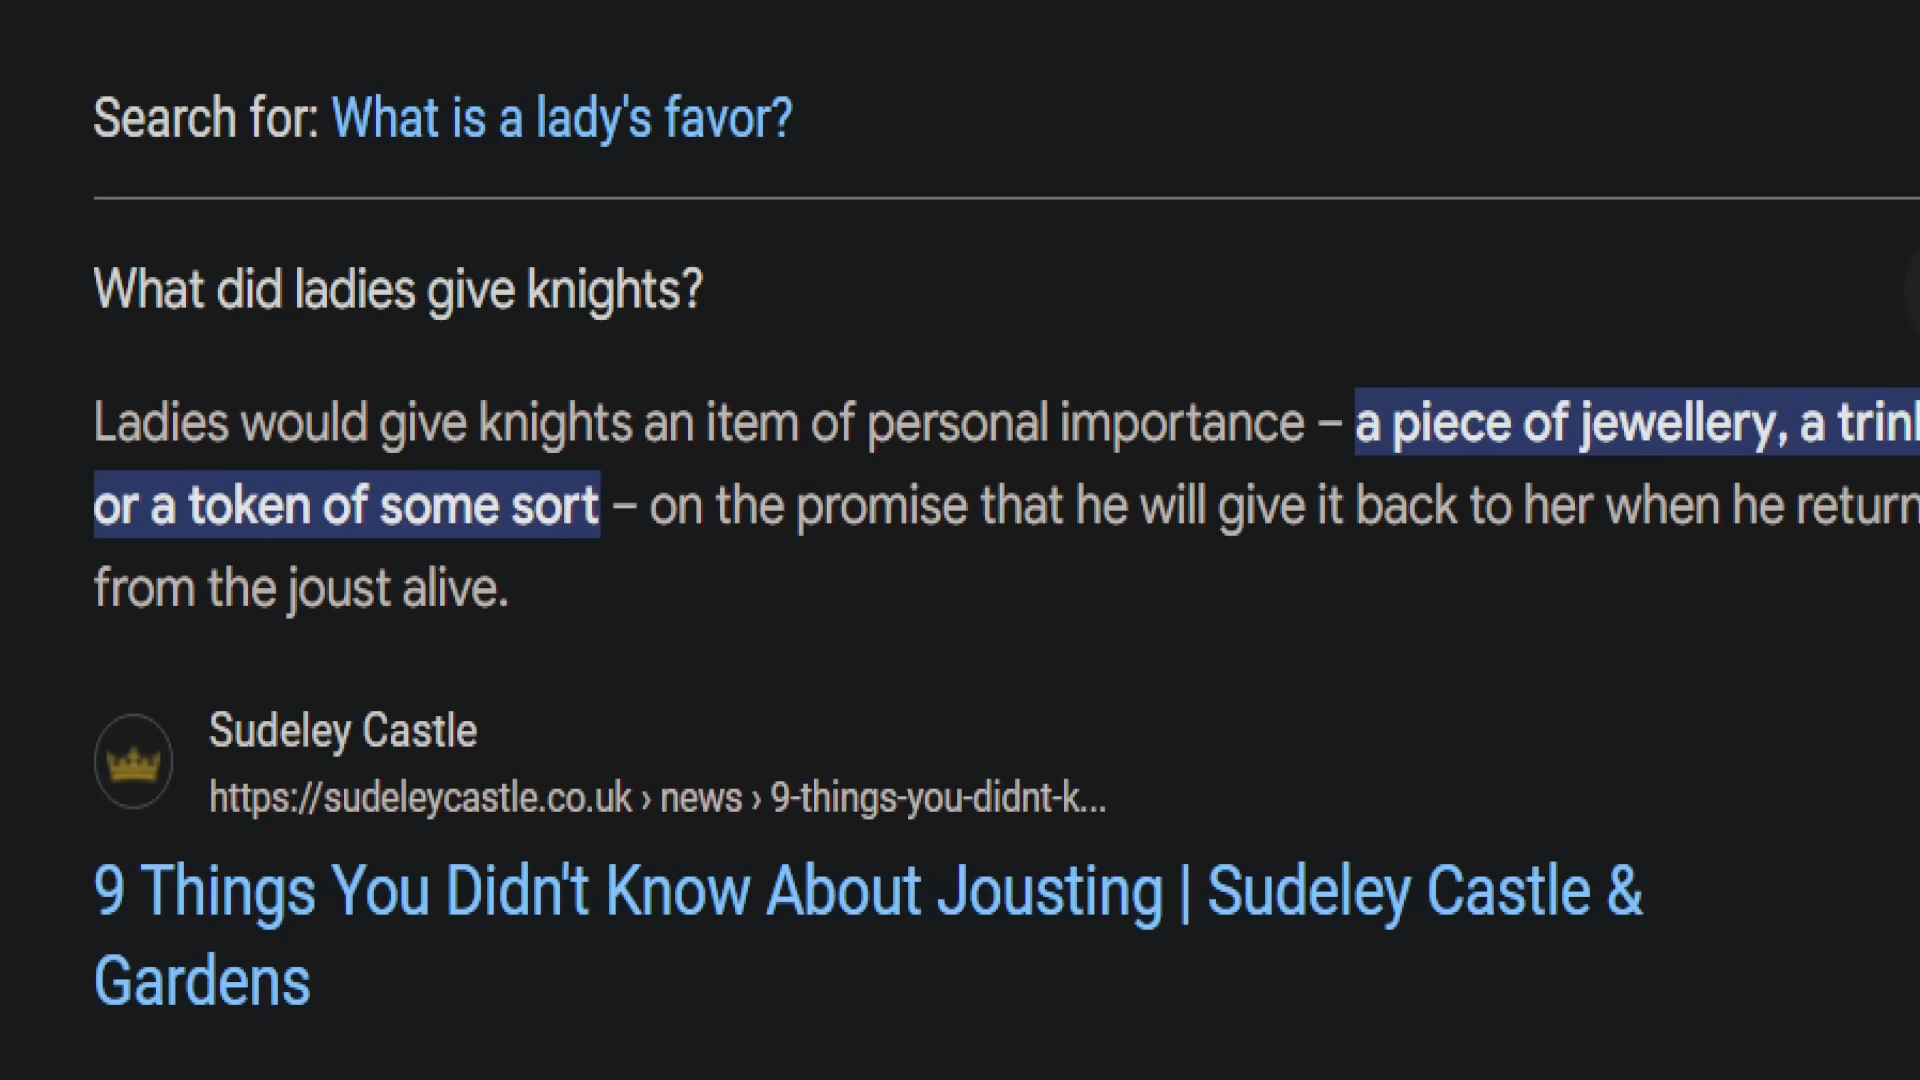 Search for: What is a lady's favor?
What did ladies give knights?
Ladies would give knights an item of personal importance – a piece of jewellery, a
or a token of some sort – on the promise that he will give it back to her when he
from the joust alive.
Sudeley Castle
https://sudeleycastle.co.uk › news › 9-things-you-didnt-k...
9 Things You Didn't Know About Jousting | Sudeley Castle &
Gardens